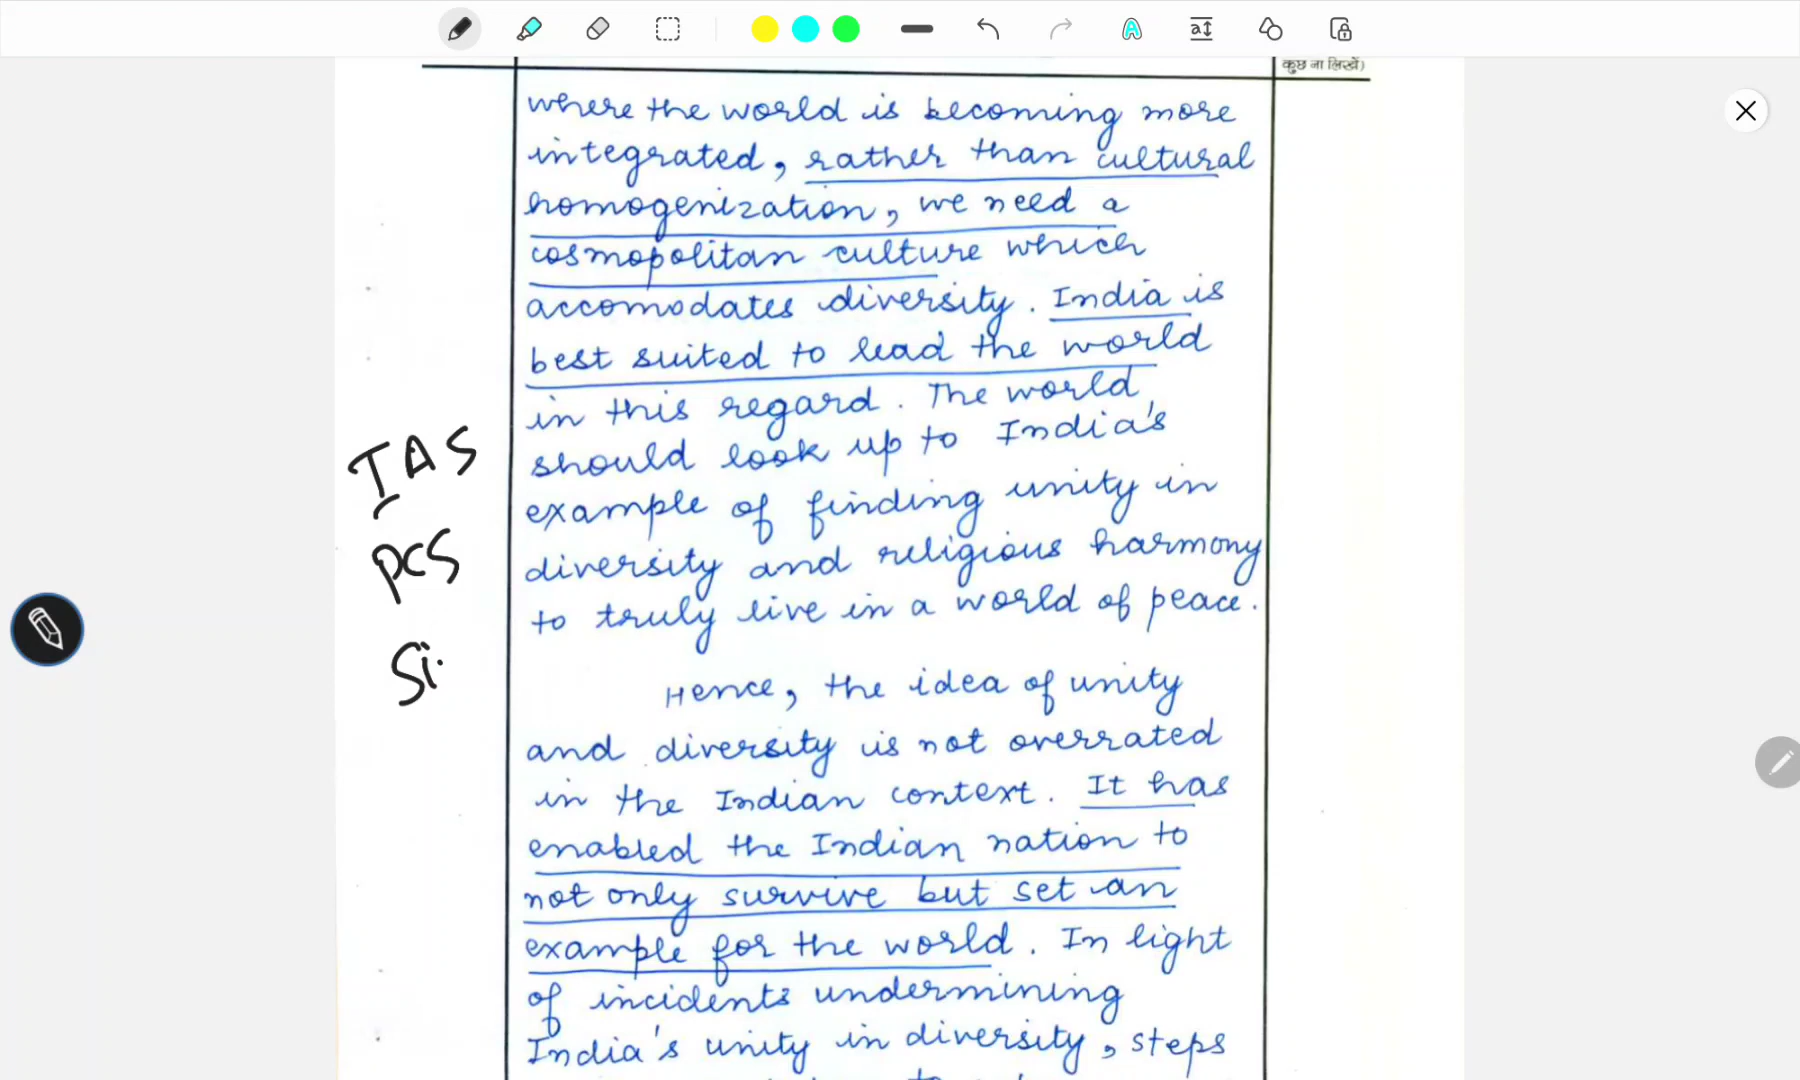 कुछ ना लिखें)
where the world is becoming more
integrated, rather than cultural
homogenization, we need a
cosmopolitan culture which
accomodates diversity. India is
best suited to lead the world
in this regard. The world
should look up to India's
example of finding unity in
diversity and religious harmony
to truly live in a world of peace.
IAS
PCS
Si
Hence, the idea of unity
and diversity is not overrated
in the Indian context. It has
enabled the Indian nation to
not only survive but set an
example for the world. In light
of incidents undermining
India's unity in diversity, steps